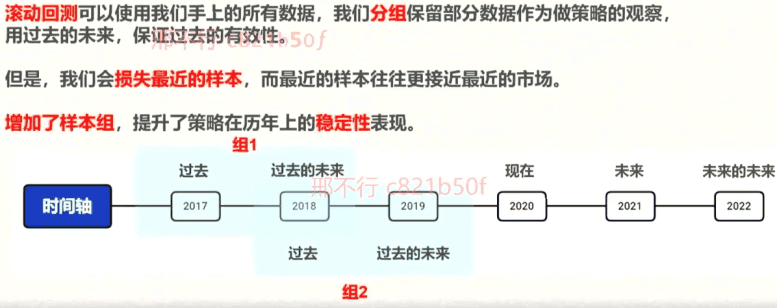 滚动回测可以使用我们手上的所有数据，我们分组保留部分数据作为做策略的观察，
用过去的未来，保证过去的有效性。
邢不行 c821b50f
但是，我们会损失最近的样本，而最近的样本往往更接近最近的市场。
增加了样本组，提升了策略在历年上的稳定性表现。
组1
过去 过去的未来 现在 未来 未来的未来
邢不行 c821b50f
时间轴 2017 2018 2019 2020 2021 2022
过去 过去的未来
组2